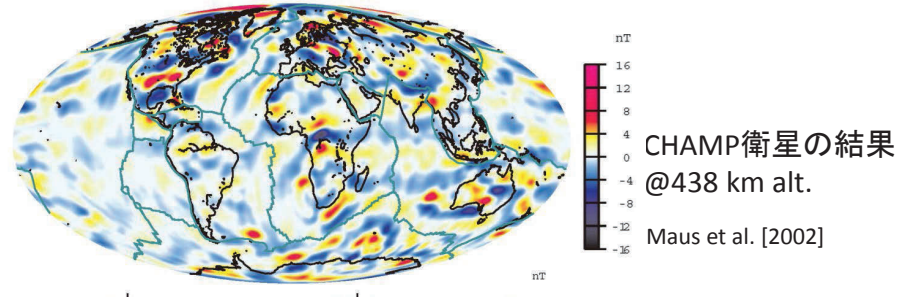 nT
16
12
8
4
0
-4
-8
-12
-16
nT
CHAMP衛星の結果
@438 km alt.
Maus et al. [2002]